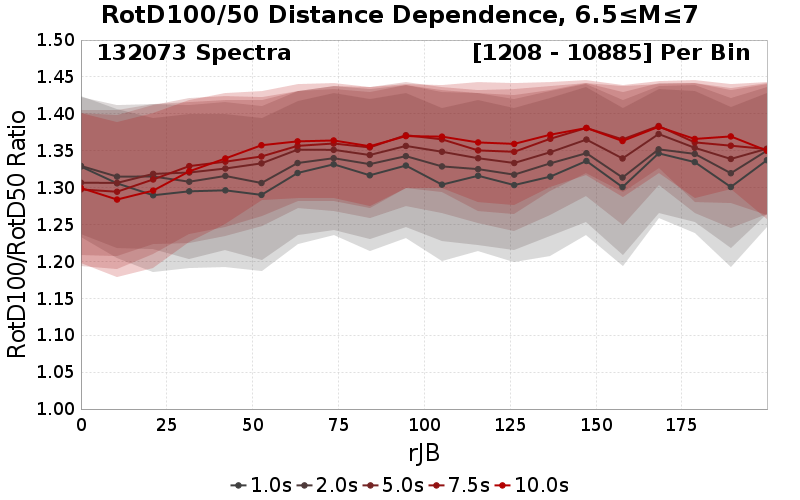 RotD100/50 Distance Dependence, 6.5≤M≤7
132073 Spectra
[1208 - 10885] Per Bin
RotD100/RotD50 Ratio
1.50
1.45
1.40
1.35
1.30
1.25
1.20
1.15
1.10
1.05
1.00
0 25 50 75 100 125 150 175
rJB
1.0s 2.0s 5.0s 7.5s 10.0s